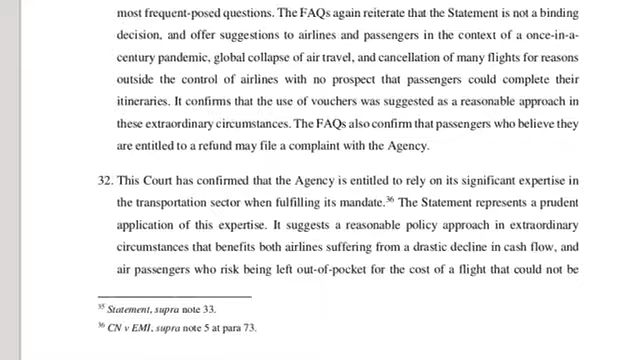 most frequent-posed questions. The FAQs again reiterate that the Statement is not a binding
decision, and offer suggestions to airlines and passengers in the context of a once-in-a-
century pandemic, global collapse of air travel, and cancellation of many flights for reasons
outside the control of airlines with no prospect that passengers could complete their
itineraries. It confirms that the use of vouchers was suggested as a reasonable approach in
these extraordinary circumstances. The FAQs also confirm that passengers who believe they
are entitled to a refund may file a complaint with the Agency.
32. This Court has confirmed that the Agency is entitled to rely on its significant expertise in
the transportation sector when fulfilling its mandate.36 The Statement represents a prudent
application of this expertise. It suggests a reasonable policy approach in extraordinary
circumstances that benefits both airlines suffering from a drastic decline in cash flow, and
air passengers who risk being left out-of-pocket for the cost of a flight that could not be
35 Statement, supra note 33.
36 CN v EMI, supra note 5 at para 73.